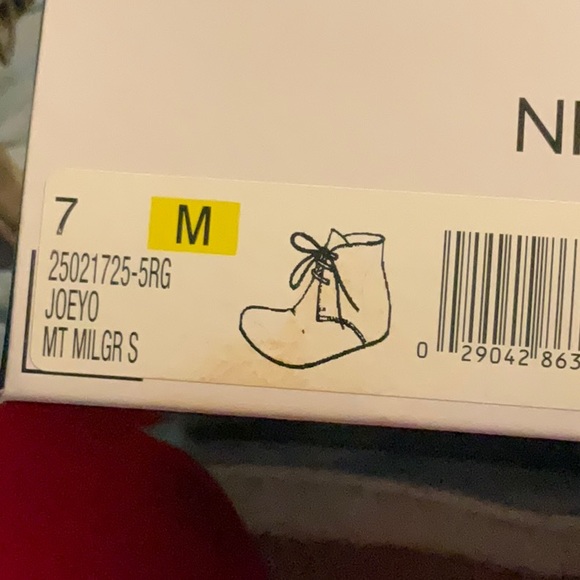 NI
7 M
25021725-5RG
JOEYO
MT MILGR S
0 29042 863